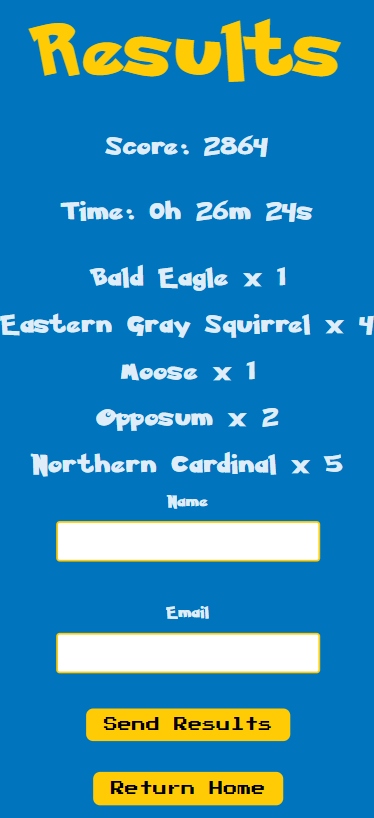 Results
Score: 2864
Time: 0h 26m 24s
Bald Eagle x 1
Eastern Gray Squirrel x 4
Moose x 1
Opposum x 2
Northern Cardinal x 5
Name
Email
Send Results
Return Home